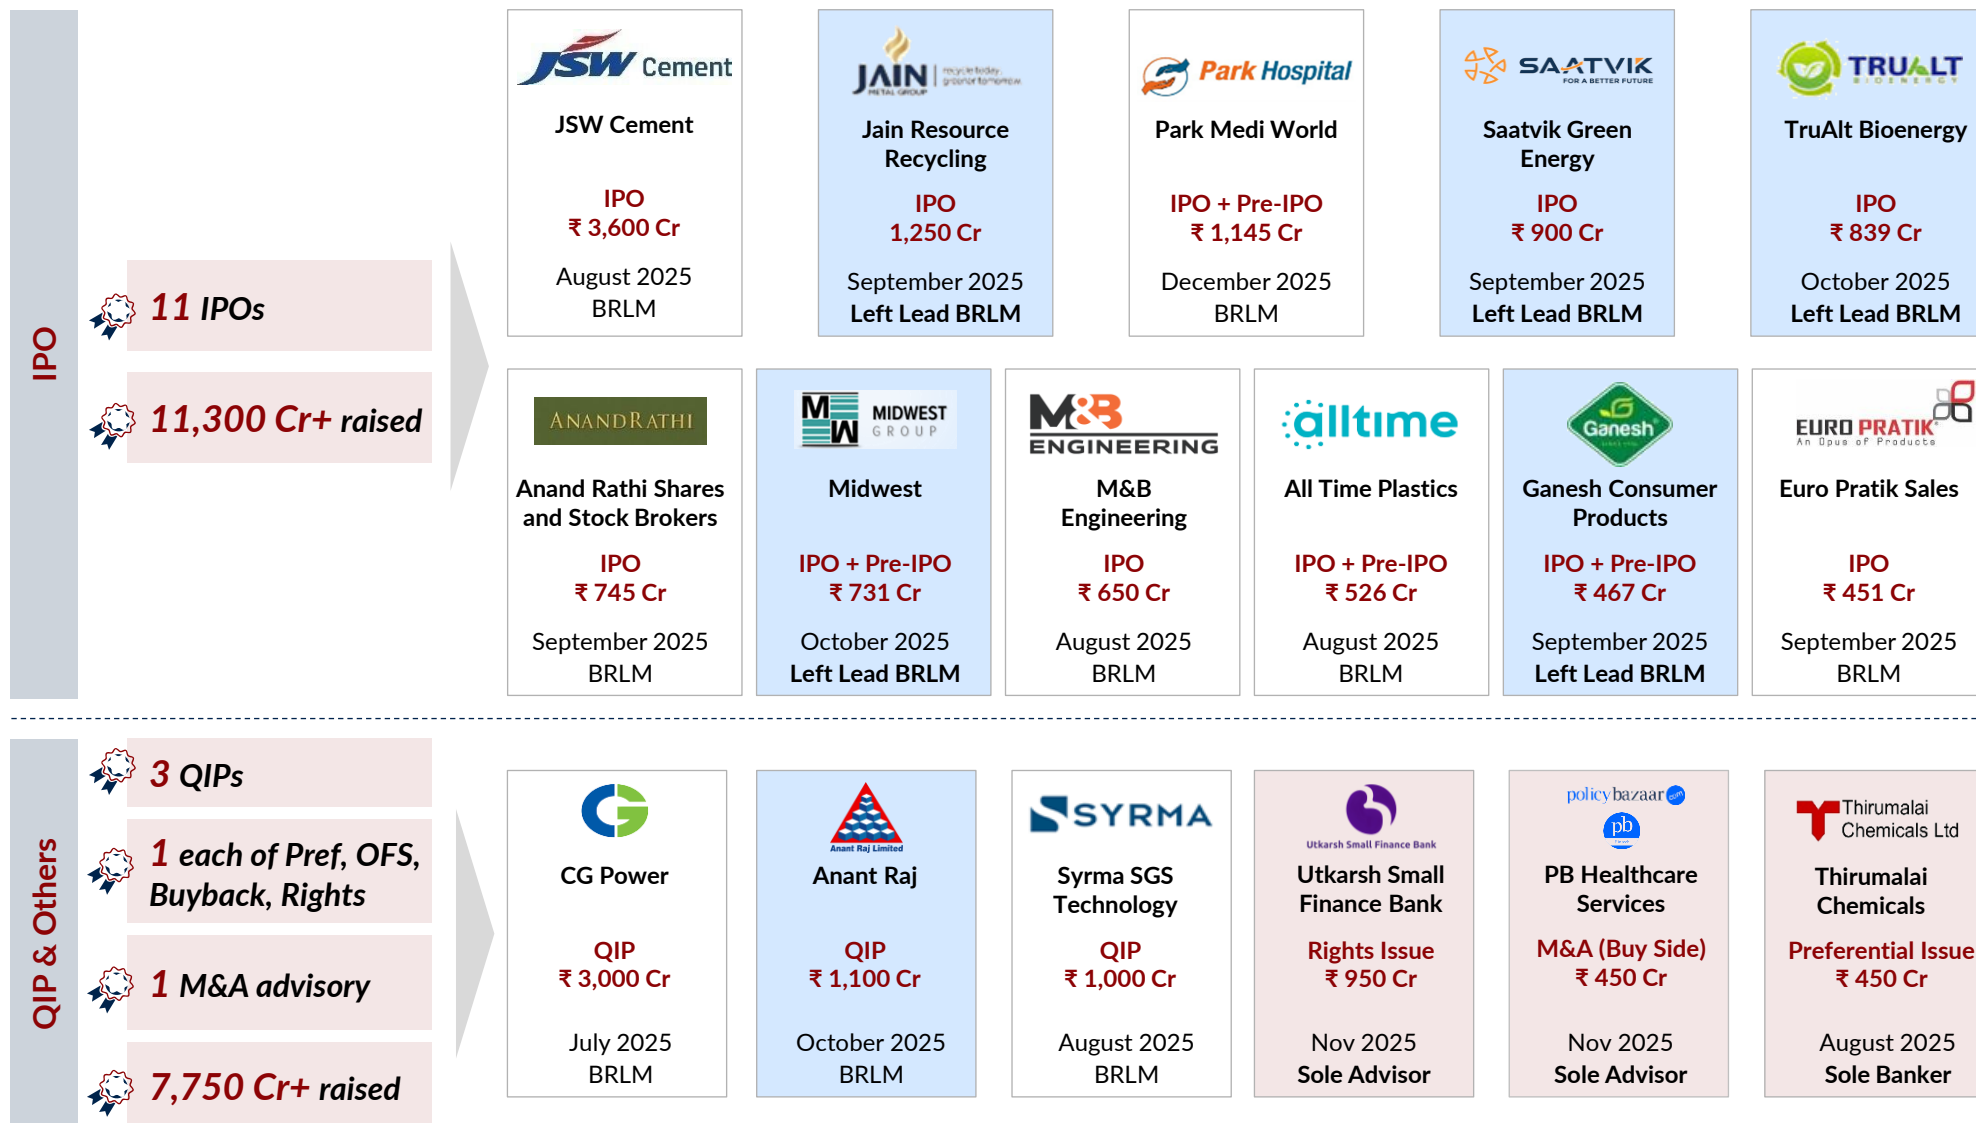 IPO
11 IPOs
11,300 Cr+ raised
JSW Cement
JSW Cement
IPO
₹ 3,600 Cr
August 2025
BRLM
JAIN
METAL GROUP
recycle today,
greener tomorrow.
Jain Resource
Recycling
IPO
1,250 Cr
September 2025
Left Lead BRLM
Park Hospital
Park Medi World
IPO + Pre-IPO
₹ 1,145 Cr
December 2025
BRLM
SAATVIK
FOR A BETTER FUTURE
Saatvik Green
Energy
IPO
₹ 900 Cr
September 2025
Left Lead BRLM
TRUALT
BIOENERGY
TruAlt Bioenergy
IPO
₹ 839 Cr
October 2025
Left Lead BRLM
ANANDRATHI
Anand Rathi Shares
and Stock Brokers
IPO
₹ 745 Cr
September 2025
BRLM
MW
MIDWEST
GROUP
Midwest
IPO + Pre-IPO
₹ 731 Cr
October 2025
Left Lead BRLM
M&B
ENGINEERING
M&B
Engineering
IPO
₹ 650 Cr
August 2025
BRLM
alltime
All Time Plastics
IPO + Pre-IPO
₹ 526 Cr
August 2025
BRLM
Ganesh
Ganesh Consumer
Products
IPO + Pre-IPO
₹ 467 Cr
September 2025
Left Lead BRLM
EURO PRATIK
An Opus of Products
Euro Pratik Sales
IPO
₹ 451 Cr
September 2025
BRLM
QIP & Others
3 QIPs
1 each of Pref, OFS,
Buyback, Rights
1 M&A advisory
7,750 Cr+ raised
CG
CG Power
QIP
₹ 3,000 Cr
July 2025
BRLM
Anant Raj Limited
Anant Raj
QIP
₹ 1,100 Cr
October 2025
BRLM
SYRMA
Syrma SGS
Technology
QIP
₹ 1,000 Cr
August 2025
BRLM
Utkarsh Small Finance Bank
Utkarsh Small
Finance Bank
Rights Issue
₹ 950 Cr
Nov 2025
Sole Advisor
policybazaar.com
pb
PB Healthcare
Services
M&A (Buy Side)
₹ 450 Cr
Nov 2025
Sole Advisor
Thirumalai
Chemicals Ltd
Thirumalai
Chemicals
Preferential Issue
₹ 450 Cr
August 2025
Sole Banker